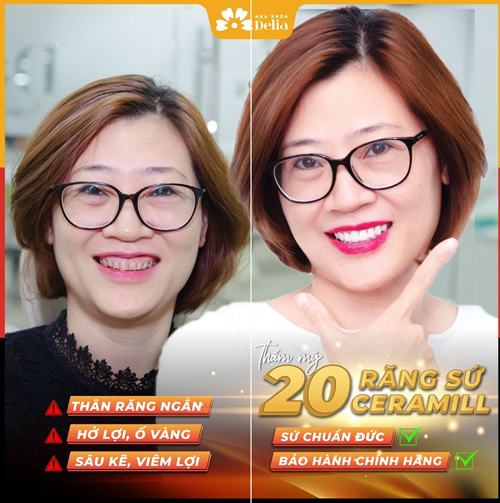 NHA KHOA
Delia
THÂN RĂNG NGẮN
HỞ LỢI, Ố VÀNG
SÂU KẼ, VIÊM LỢI
Thẩm mỹ
20 RĂNG SỨ
CERAMILL
SỨ CHUẨN ĐỨC
BẢO HÀNH CHÍNH HÃNG